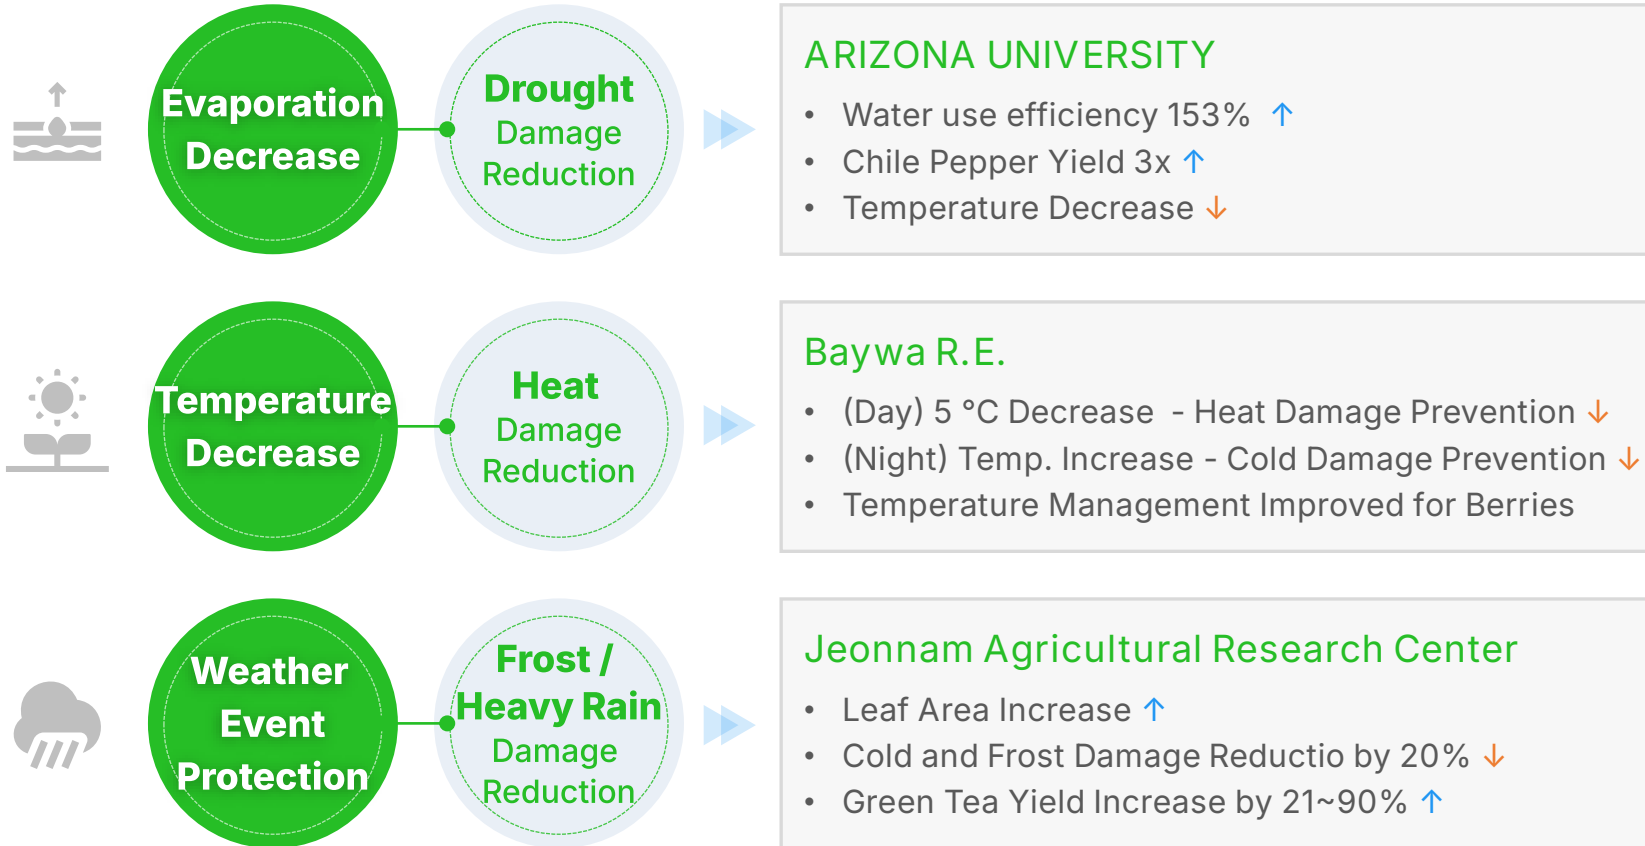 Evaporation
Decrease
Drought
Damage
Reduction
ARIZONA UNIVERSITY
• Water use efficiency 153% ↑
• Chile Pepper Yield 3x ↑
• Temperature Decrease ↓
Temperature
Decrease
Heat
Damage
Reduction
Baywa R.E.
• (Day) 5 °C Decrease - Heat Damage Prevention ↓
• (Night) Temp. Increase - Cold Damage Prevention ↓
• Temperature Management Improved for Berries
Weather
Event
Protection
Frost /
Heavy Rain
Damage
Reduction
Jeonnam Agricultural Research Center
• Leaf Area Increase ↑
• Cold and Frost Damage Reductio by 20% ↓
• Green Tea Yield Increase by 21~90% ↑